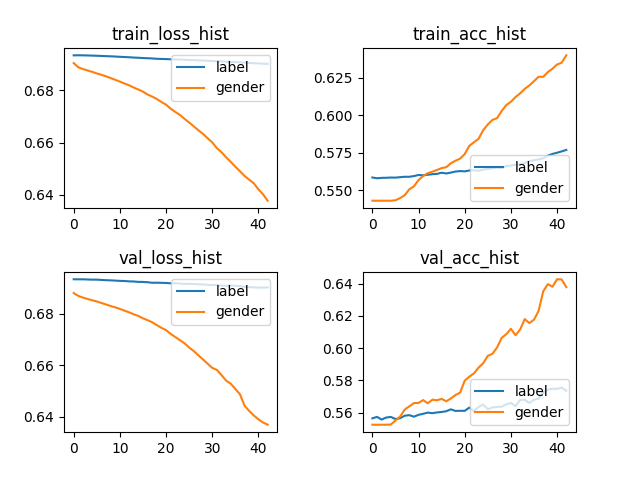 train_loss_hist
0.68
0.66
0.64
0 10 20 30 40
label
gender
train_acc_hist
0.625
0.600
0.575
0.550
0 10 20 30 40
label
gender
val_loss_hist
0.68
0.66
0.64
0 10 20 30 40
label
gender
val_acc_hist
0.64
0.62
0.60
0.58
0.56
0 10 20 30 40
label
gender